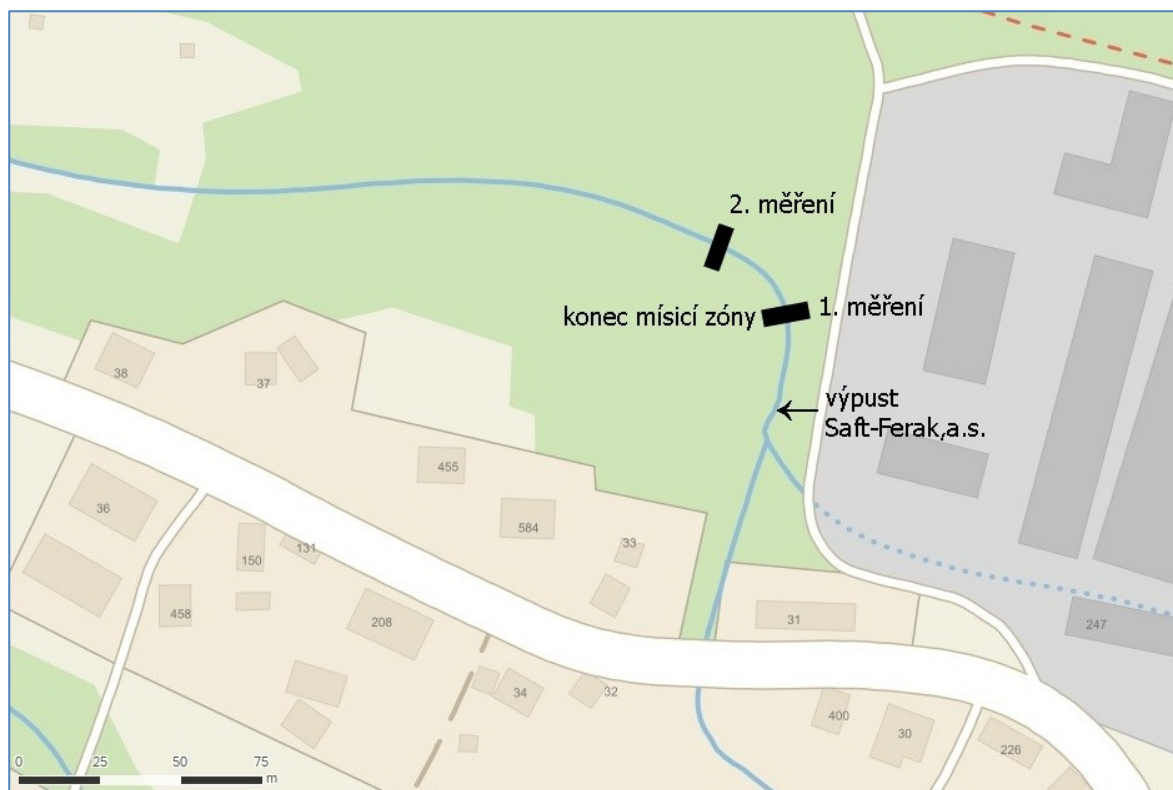 2. měření
1. měření
konec mísicí zóny
výpust
Saft-Ferak,a.s.
38
37
455
36
584
33
150
131
458
208
31
247
34
32
400
30
226
0 25 50 75
m